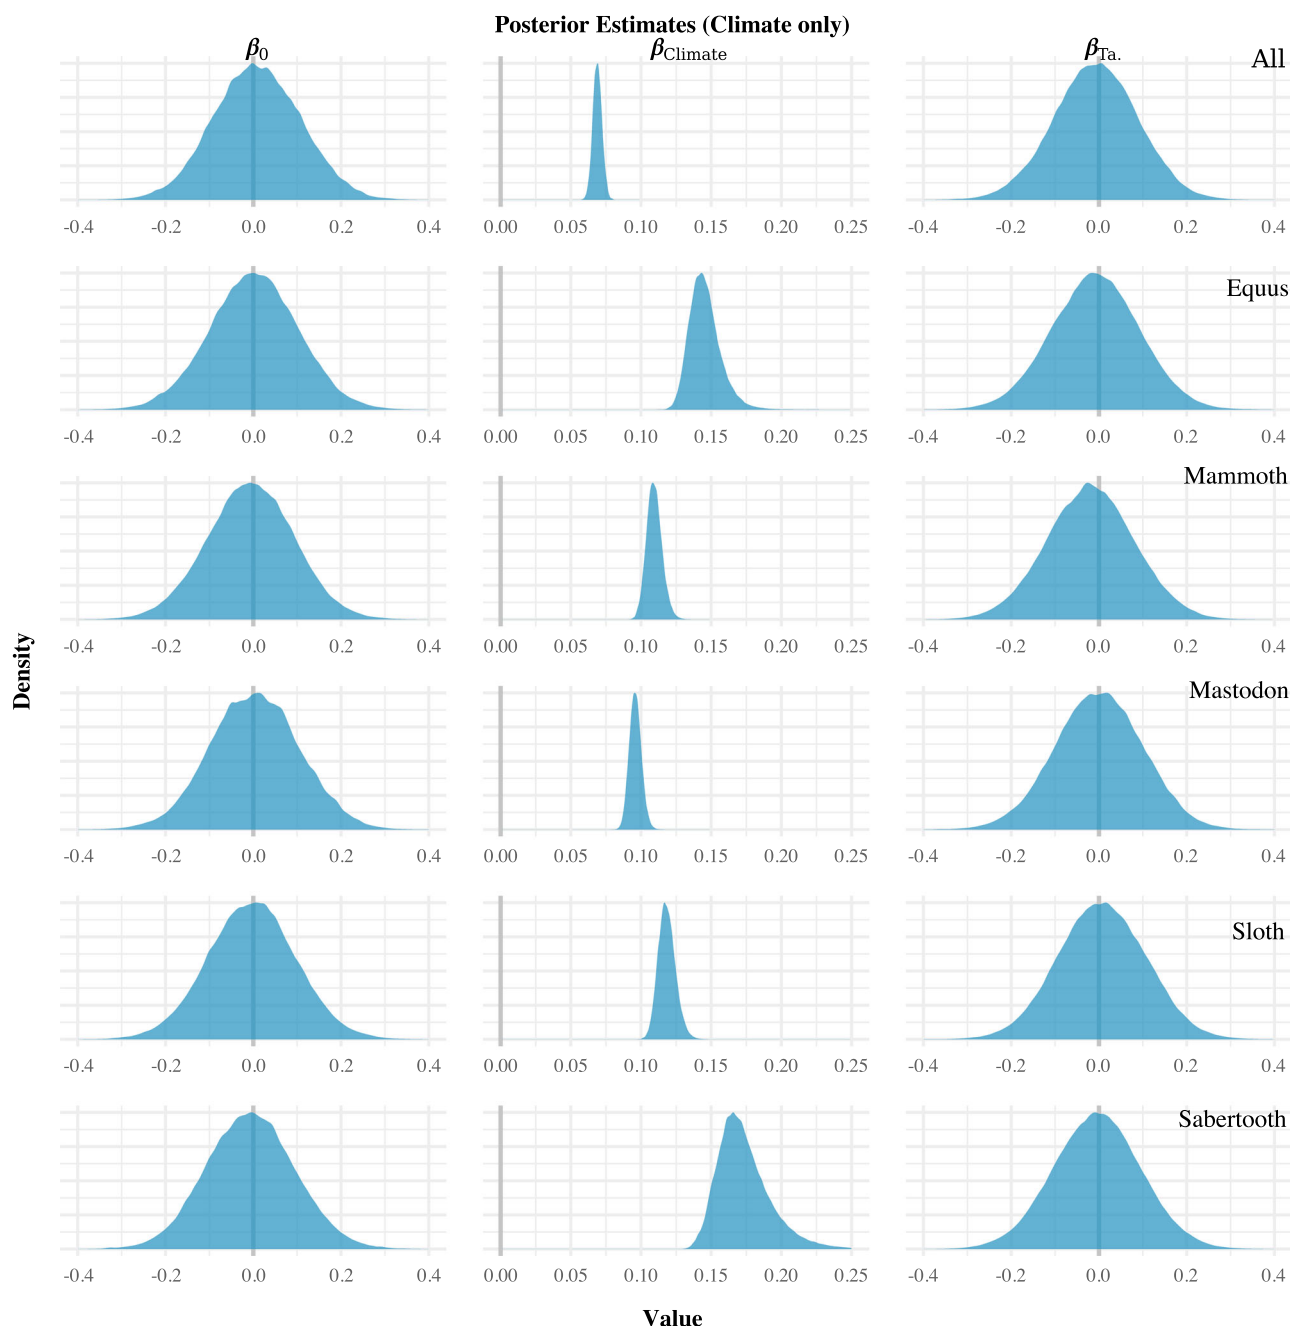 Posterior Estimates (Climate only)
β0 βClimate βTa. All
-0.4 -0.2 0.0 0.2 0.4 0.00 0.05 0.10 0.15 0.20 0.25 -0.4 -0.2 0.0 0.2 0.4
Equus
-0.4 -0.2 0.0 0.2 0.4 0.00 0.05 0.10 0.15 0.20 0.25 -0.4 -0.2 0.0 0.2 0.4
Mammoth
-0.4 -0.2 0.0 0.2 0.4 0.00 0.05 0.10 0.15 0.20 0.25 -0.4 -0.2 0.0 0.2 0.4
Density
Mastodon
-0.4 -0.2 0.0 0.2 0.4 0.00 0.05 0.10 0.15 0.20 0.25 -0.4 -0.2 0.0 0.2 0.4
Sloth
-0.4 -0.2 0.0 0.2 0.4 0.00 0.05 0.10 0.15 0.20 0.25 -0.4 -0.2 0.0 0.2 0.4
Sabertooth
-0.4 -0.2 0.0 0.2 0.4 0.00 0.05 0.10 0.15 0.20 0.25 -0.4 -0.2 0.0 0.2 0.4
Value